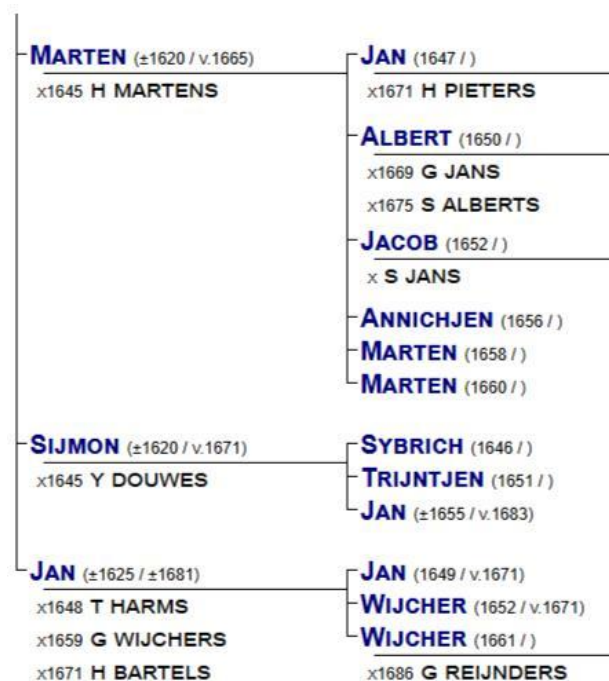 MARTEN (±1620 / v.1665)
x1645 H MARTENS
JAN (1647 / )
x1671 H PIETERS
ALBERT (1650 / )
x1669 G JANS
x1675 S ALBERTS
JACOB (1652 / )
x S JANS
ANNICHJEN (1656 / )
MARTEN (1658 / )
MARTEN (1660 / )
SIJMON (±1620 / v.1671)
x1645 Y DOUWES
SYBRICH (1646 / )
TRIJNTJEN (1651 / )
JAN (±1655 / v.1683)
JAN (±1625 / ±1681)
x1648 T HARMS
x1659 G WIJCHERS
x1671 H BARTELS
JAN (1649 / v.1671)
WIJCHER (1652 / v.1671)
WIJCHER (1661 / )
x1686 G REIJNDERS